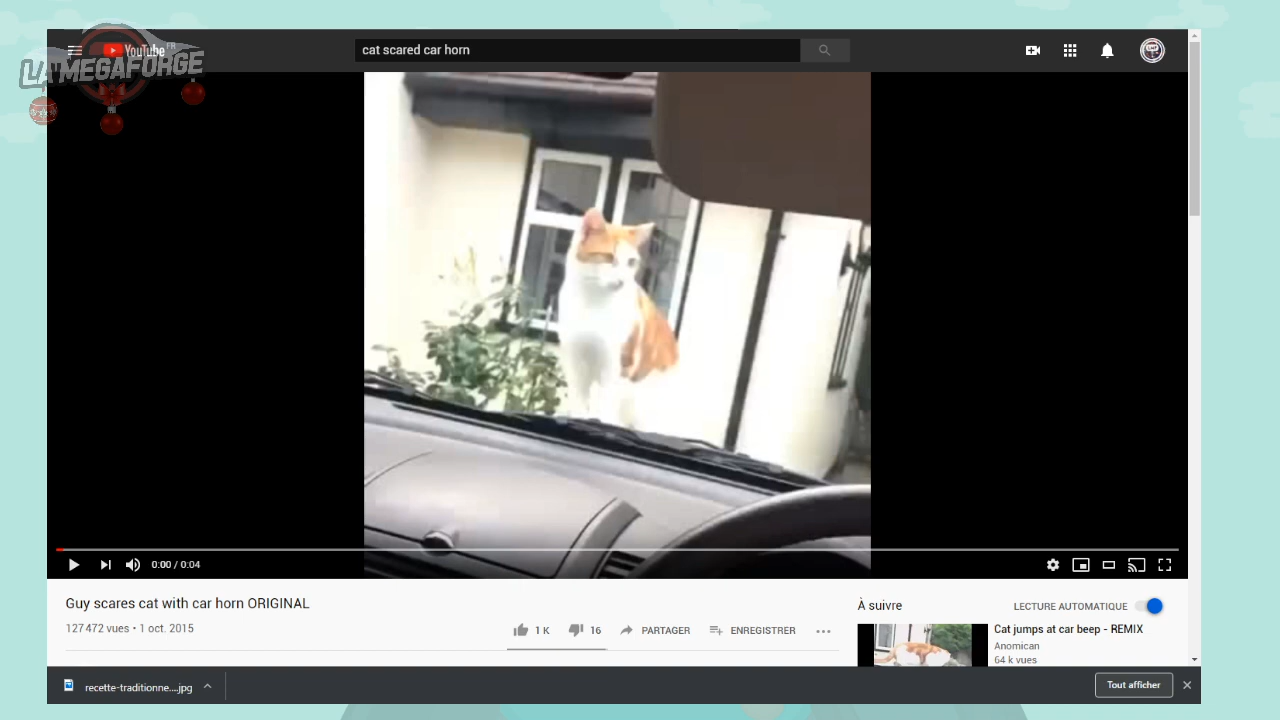 YouTube FR
cat scared car horn
LA MEGAFORGE
0:00 / 0:04
Guy scares cat with car horn ORIGINAL
127 472 vues • 1 oct. 2015
1 K
16
PARTAGER
ENREGISTRER
À suivre
LECTURE AUTOMATIQUE
Cat jumps at car beep - REMIX
Anomican
64 k vues
recette-traditionne....jpg
Tout afficher